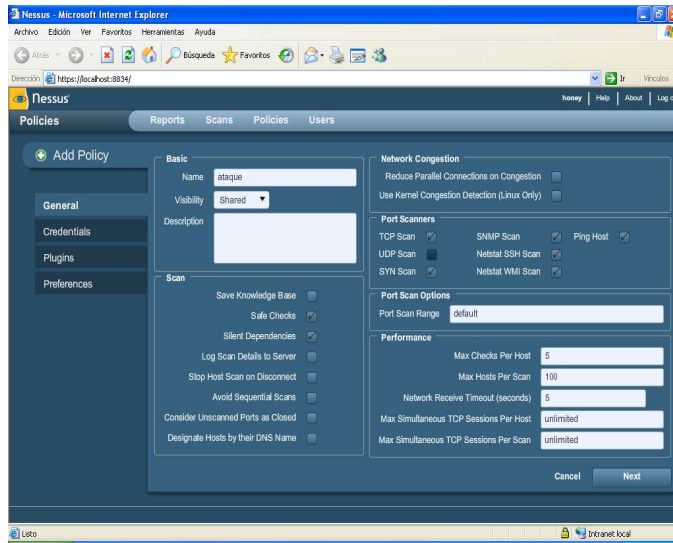 Nessus - Microsoft Internet Explorer
Archivo Edición Ver Favoritos Herramientas Ayuda
Atrás Búsqueda Favoritos
Dirección https://localhost:8834/ Ir Vínculos
nessus honey Help About Log
Policies Reports Scans Policies Users
Add Policy
General
Credentials
Plugins
Preferences
Basic
Name ataque
Visibility Shared
Description
Scan
Save Knowledge Base
Safe Checks
Silent Dependencies
Log Scan Details to Server
Stop Host Scan on Disconnect
Avoid Sequential Scans
Consider Unscanned Ports as Closed
Designate Hosts by their DNS Name
Network Congestion
Reduce Parallel Connections on Congestion
Use Kernel Congestion Detection (Linux Only)
Port Scanners
TCP Scan SNMP Scan Ping Host
UDP Scan Netstat SSH Scan
SYN Scan Netstat WMI Scan
Port Scan Options
Port Scan Range default
Performance
Max Checks Per Host 5
Max Hosts Per Scan 100
Network Receive Timeout (seconds) 5
Max Simultaneous TCP Sessions Per Host unlimited
Max Simultaneous TCP Sessions Per Scan unlimited
Cancel Next
Listo Intranet local